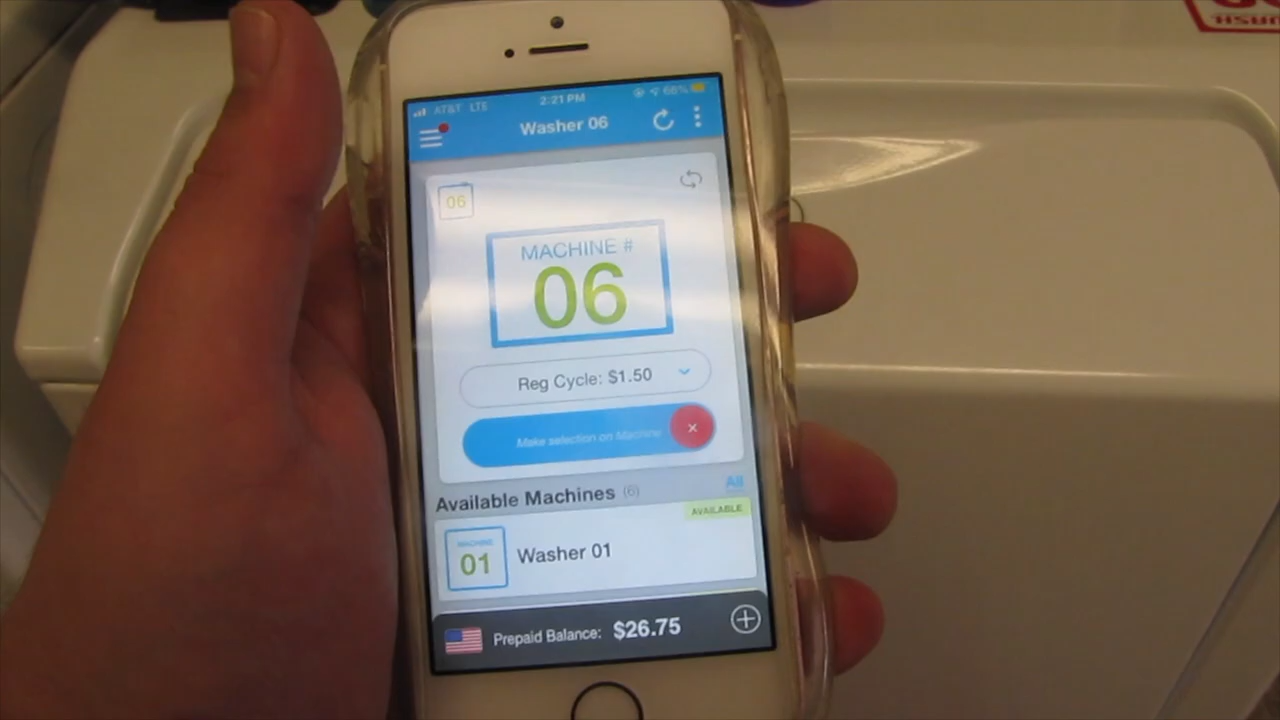 AT&T LTE 2:21 PM 66%
Washer 06
06
MACHINE #
06
Reg Cycle: $1.50
Make selection on Machine
Available Machines (6) All
AVAILABLE
MACHINE
01 Washer 01
Prepaid Balance: $26.75